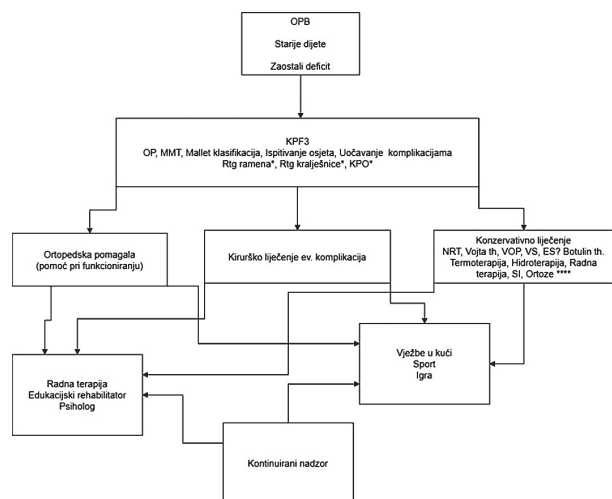 OPB
Starije dijete
Zaostali deficit
KPF3
OP, MMT, Mallet klasifikacija, Ispitivanje osjeta, Uočavanje komplikacijama
Rtg ramena*, Rtg kralješnice*, KPO*
Ortopedska pomagala
(pomoć pri funkcioniranju)
Kirurško liječenje ev. komplikacija
Konzervativno liječenje
NRT, Vojta th, VOP, VS, ES? Botulin th.
Termoterapija, Hidroterapija, Radna
terapija, SI, Ortoze ****
Radna terapija
Edukacijski rehabilitator
Psiholog
Vježbe u kući
Sport
Igra
Kontinuirani nadzor